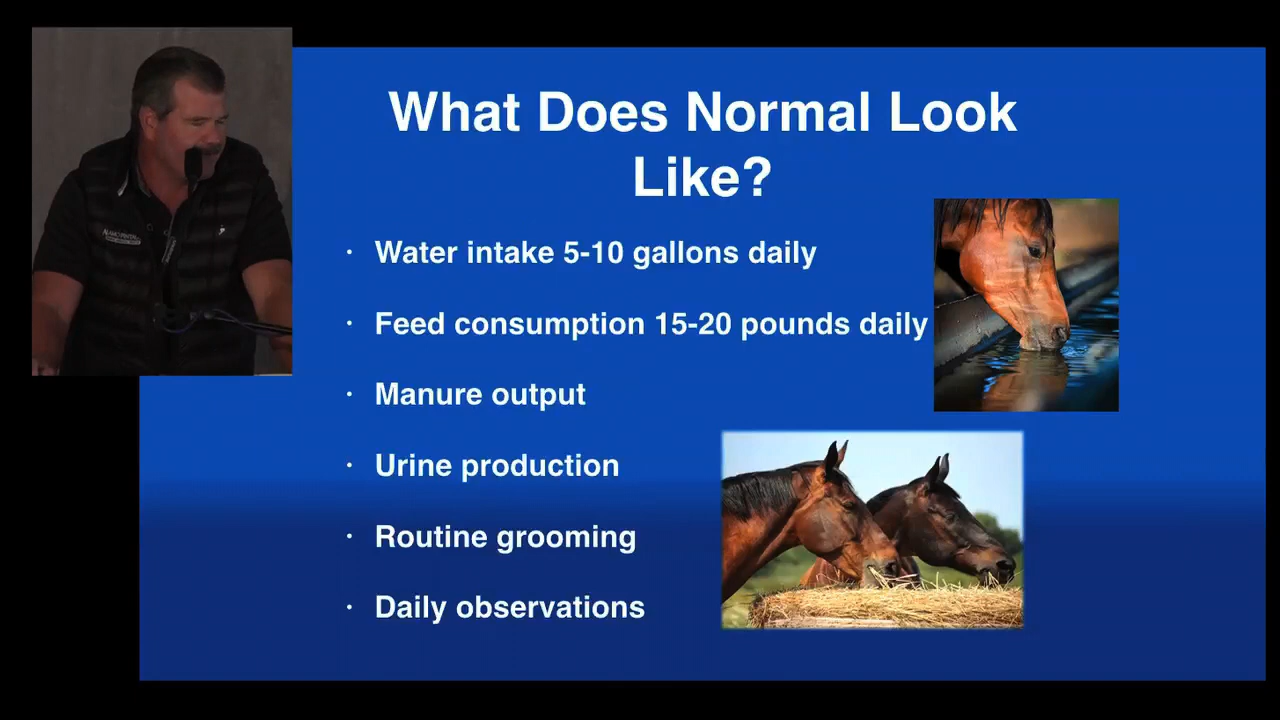 What Does Normal Look
Like?
· Water intake 5-10 gallons daily
· Feed consumption 15-20 pounds daily
· Manure output
· Urine production
· Routine grooming
· Daily observations